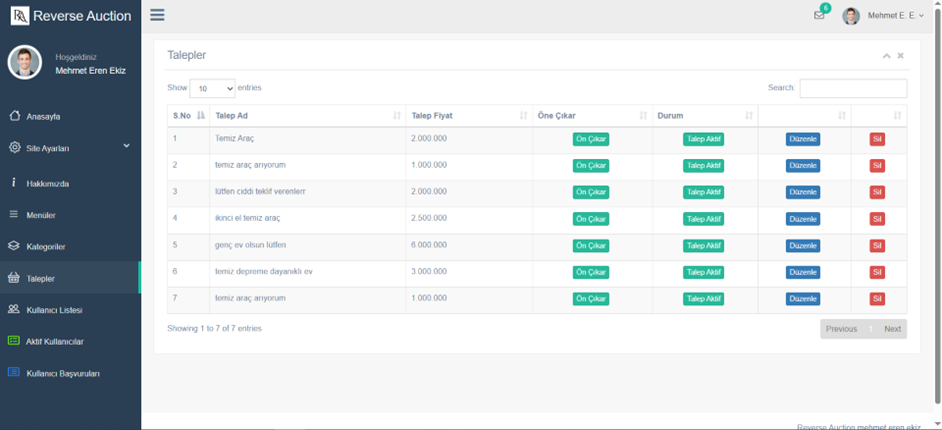 Reverse Auction
6
Mehmet E. E.
Hoşgeldiniz
Mehmet Eren Ekiz
Anasayfa
Site Ayarları
Hakkımızda
Menüler
Kategoriler
Talepler
Kullanıcı Listesi
Aktif Kullanıcılar
Kullanıcı Başvuruları
Talepler
Show 10 entries
Search:
S.No Talep Ad Talep Fiyat Öne Çıkar Durum
1 Temiz Araç 2.000.000 Ön Çıkar Talep Aktif Düzenle Sil
2 temiz araç arıyorum 1.000.000 Ön Çıkar Talep Aktif Düzenle Sil
3 lütfen ciddi teklif verenlerr 2.000.000 Ön Çıkar Talep Aktif Düzenle Sil
4 ikinci el temiz araç 2.500.000 Ön Çıkar Talep Aktif Düzenle Sil
5 genç ev olsun lütfen 6.000.000 Ön Çıkar Talep Aktif Düzenle Sil
6 temiz depreme dayanıklı ev 3.000.000 Ön Çıkar Talep Aktif Düzenle Sil
7 temiz araç arıyorum 1.000.000 Ön Çıkar Talep Aktif Düzenle Sil
Showing 1 to 7 of 7 entries
Previous 1 Next
Reverse Auction mehmet eren ekiz